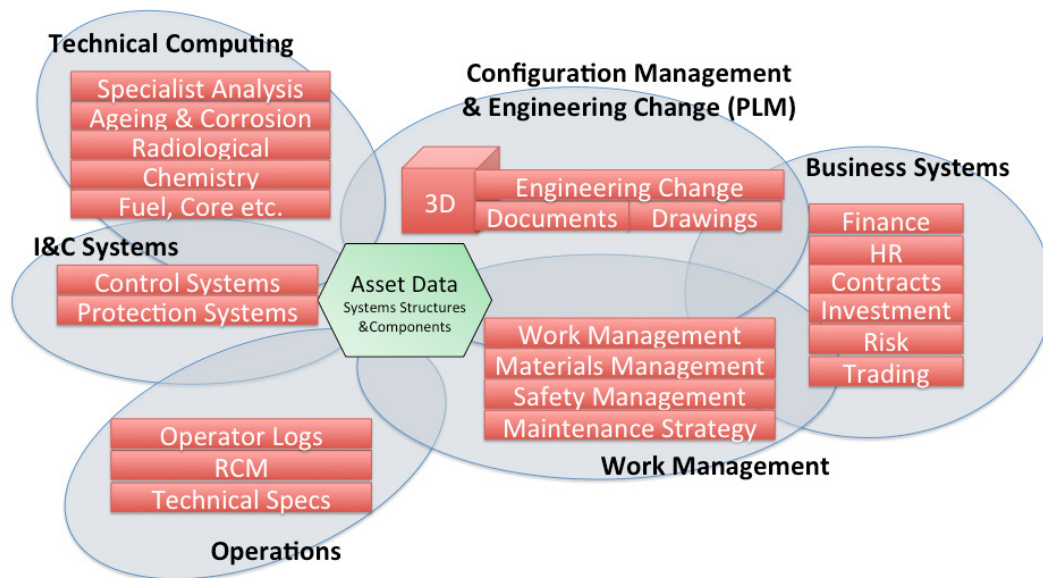 Technical Computing
Specialist Analysis
Ageing & Corrosion
Radiological
Chemistry
Fuel, Core etc.
Configuration Management
& Engineering Change (PLM)
3D
Engineering Change
Documents
Drawings
Business Systems
Finance
HR
Contracts
Investment
Risk
Trading
I&C Systems
Control Systems
Protection Systems
Asset Data
Systems Structures
&Components
Work Management
Materials Management
Safety Management
Maintenance Strategy
Work Management
Operator Logs
RCM
Technical Specs
Operations